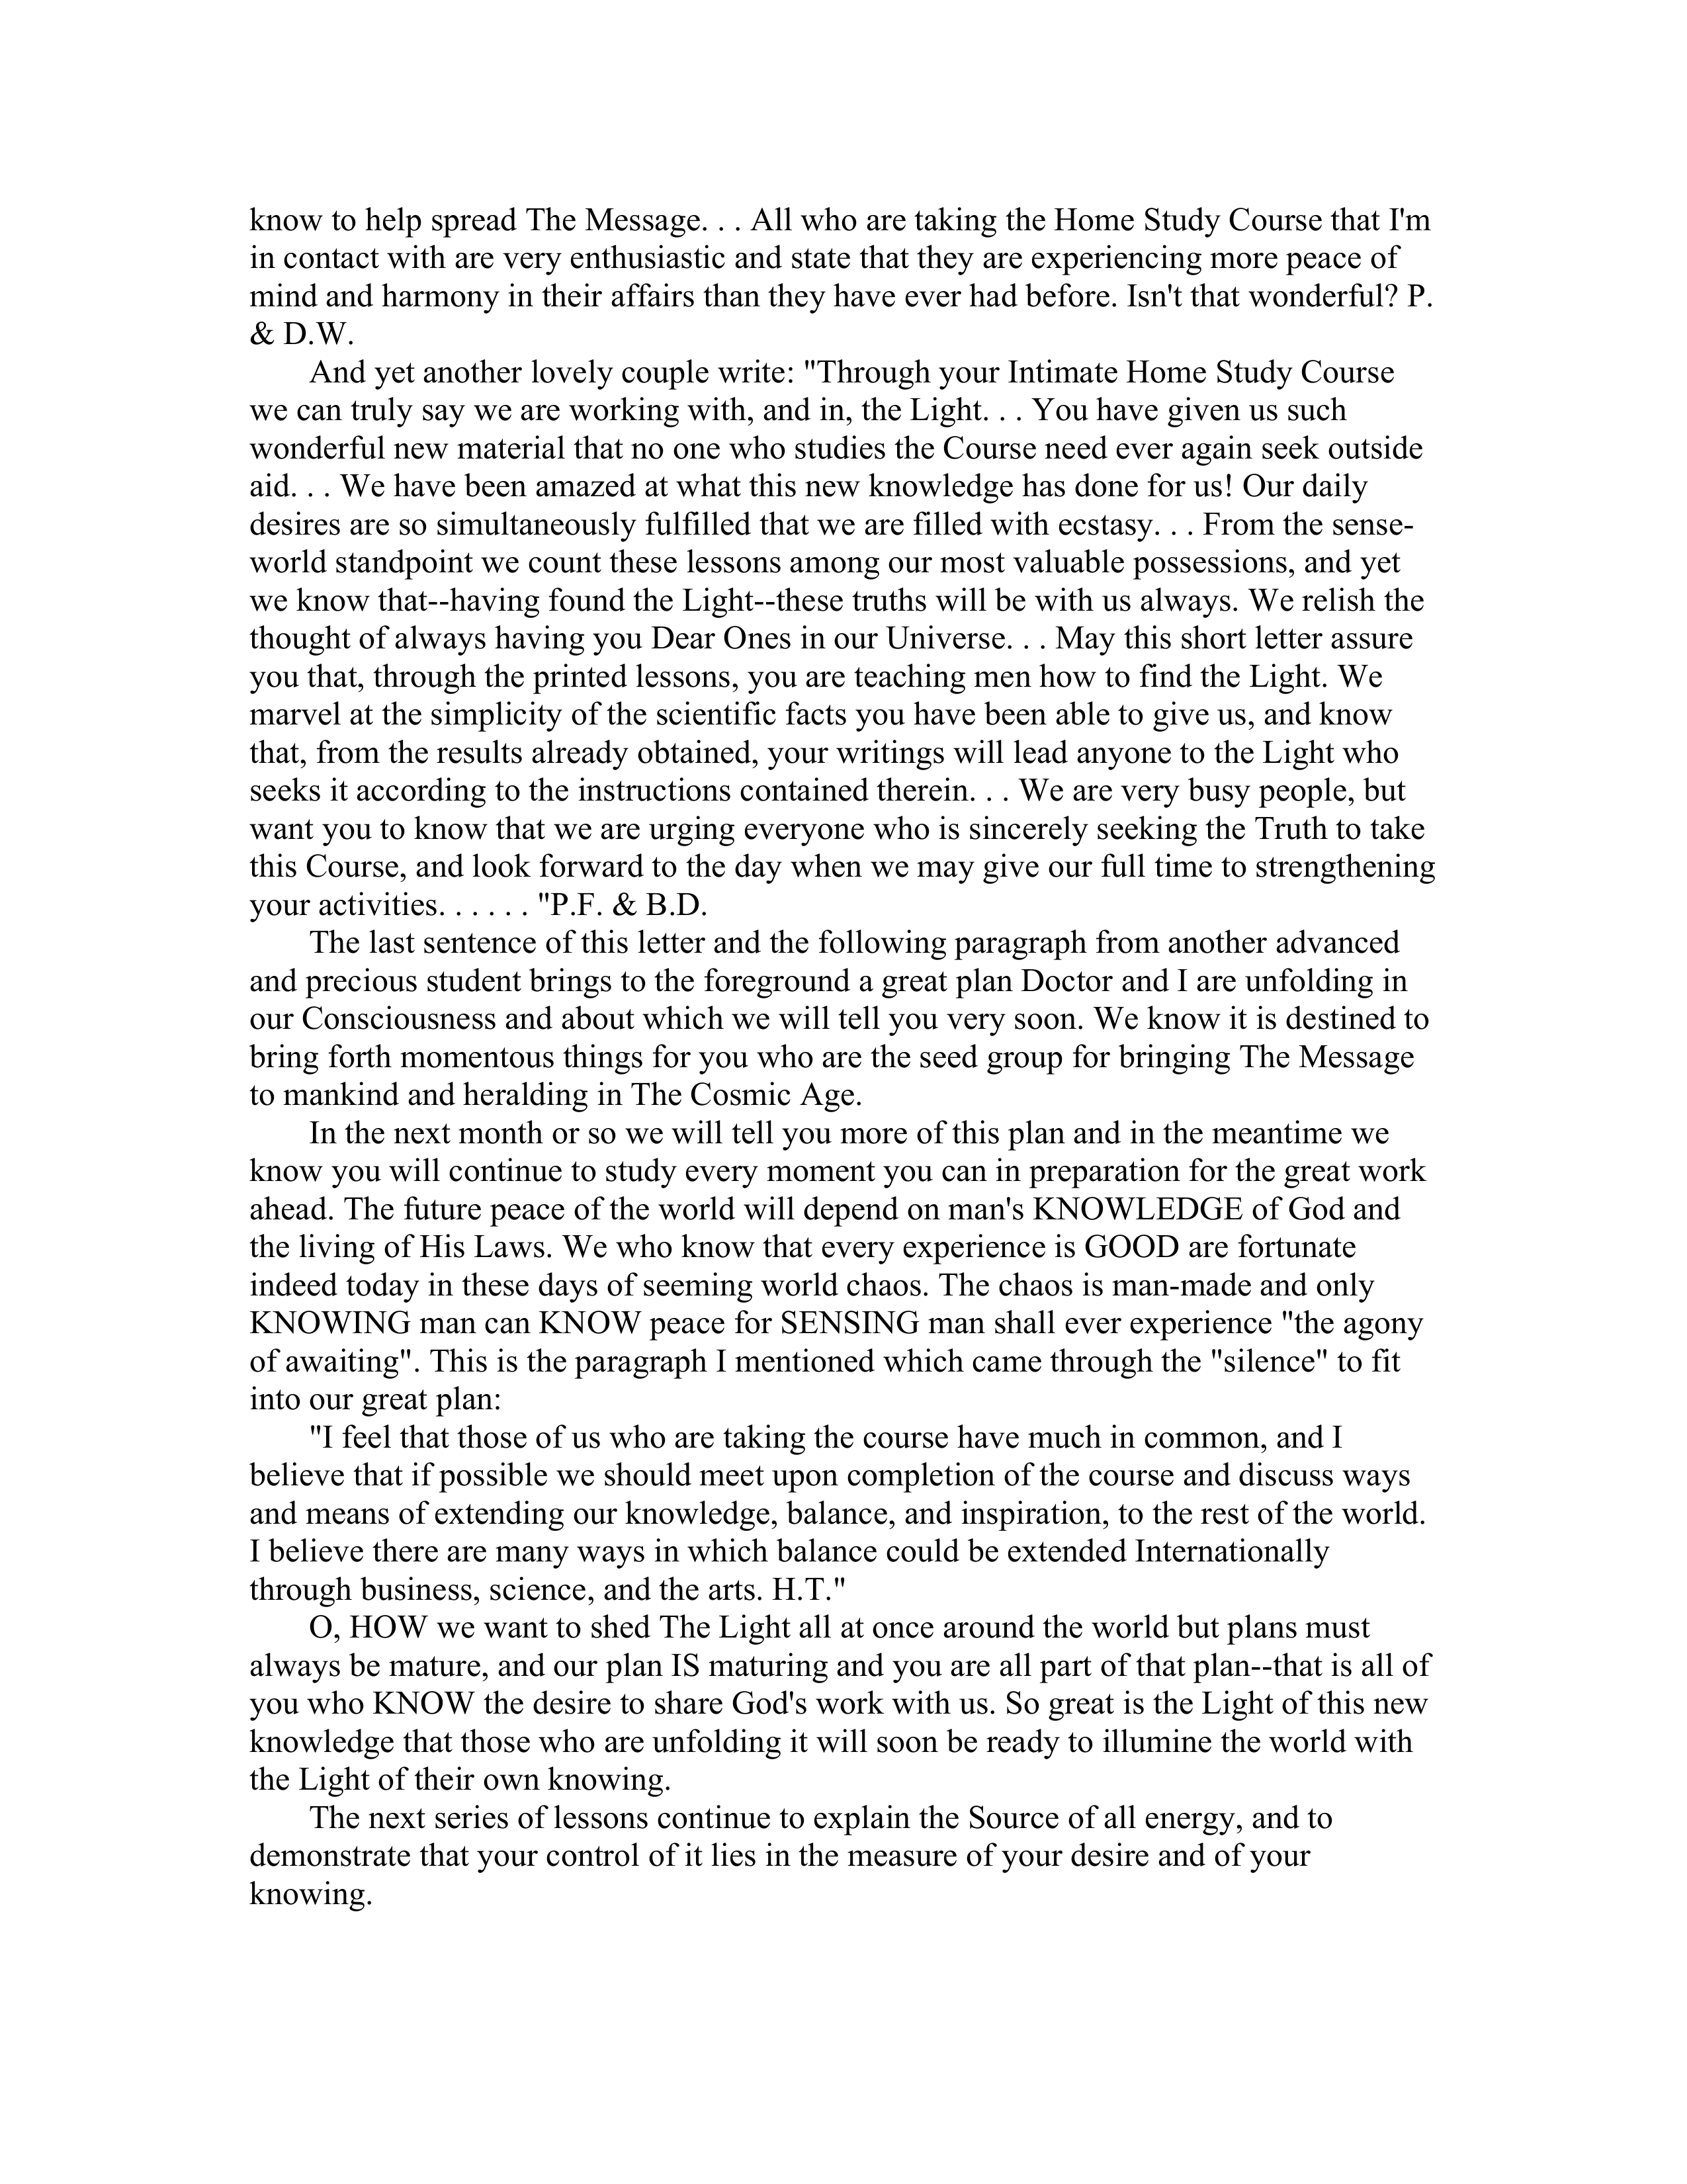 know to help spread The Message. . . All who are taking the Home Study Course that I'm
in contact with are very enthusiastic and state that they are experiencing more peace of
mind and harmony in their affairs than they have ever had before. Isn't that wonderful? P.
& D.W.
And yet another lovely couple write: "Through your Intimate Home Study Course
we can truly say we are working with, and in, the Light. . . You have given us such
wonderful new material that no one who studies the Course need ever again seek outside
aid. . . We have been amazed at what this new knowledge has done for us! Our daily
desires are so simultaneously fulfilled that we are filled with ecstasy. . . From the sense-
world standpoint we count these lessons among our most valuable possessions, and yet
we know that--having found the Light--these truths will be with us always. We relish the
thought of always having you Dear Ones in our Universe. . . May this short letter assure
you that, through the printed lessons, you are teaching men how to find the Light. We
marvel at the simplicity of the scientific facts you have been able to give us, and know
that, from the results already obtained, your writings will lead anyone to the Light who
seeks it according to the instructions contained therein. . . We are very busy people, but
want you to know that we are urging everyone who is sincerely seeking the Truth to take
this Course, and look forward to the day when we may give our full time to strengthening
your activities. . . . . . "P.F. & B.D.
The last sentence of this letter and the following paragraph from another advanced
and precious student brings to the foreground a great plan Doctor and I are unfolding in
our Consciousness and about which we will tell you very soon. We know it is destined to
bring forth momentous things for you who are the seed group for bringing The Message
to mankind and heralding in The Cosmic Age.
In the next month or so we will tell you more of this plan and in the meantime we
know you will continue to study every moment you can in preparation for the great work
ahead. The future peace of the world will depend on man's KNOWLEDGE of God and
the living of His Laws. We who know that every experience is GOOD are fortunate
indeed today in these days of seeming world chaos. The chaos is man-made and only
KNOWING man can KNOW peace for SENSING man shall ever experience "the agony
of awaiting". This is the paragraph I mentioned which came through the "silence" to fit
into our great plan:
"I feel that those of us who are taking the course have much in common, and I
believe that if possible we should meet upon completion of the course and discuss ways
and means of extending our knowledge, balance, and inspiration, to the rest of the world.
I believe there are many ways in which balance could be extended Internationally
through business, science, and the arts. H.T."
O, HOW we want to shed The Light all at once around the world but plans must
always be mature, and our plan IS maturing and you are all part of that plan--that is all of
you who KNOW the desire to share God's work with us. So great is the Light of this new
knowledge that those who are unfolding it will soon be ready to illumine the world with
the Light of their own knowing.
The next series of lessons continue to explain the Source of all energy, and to
demonstrate that your control of it lies in the measure of your desire and of your
knowing.